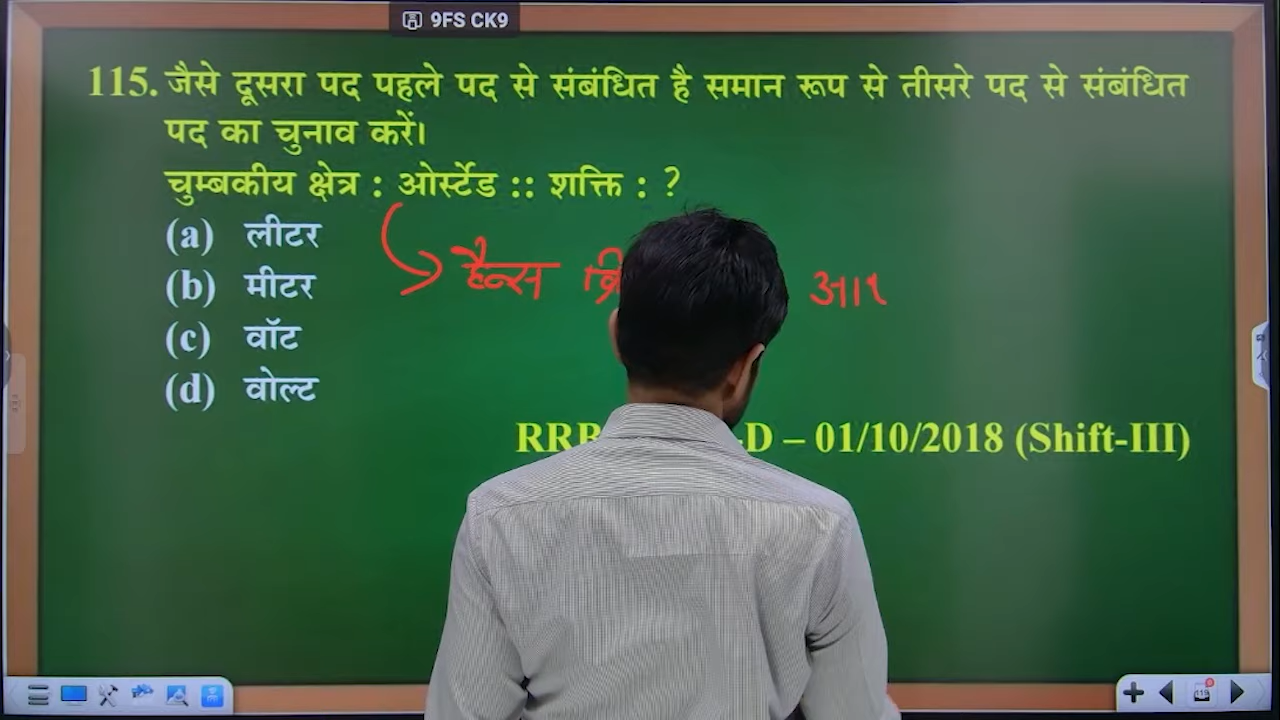 9FS CK9
115. जैसे दूसरा पद पहले पद से संबंधित है समान रूप से तीसरे पद से संबंधित
पद का चुनाव करें।
चुम्बकीय क्षेत्र : ओर्स्टेड :: शक्ति : ?
(a) लीटर
हैन्स
(b) मीटर
(c) वॉट
(d) वोल्ट
D – 01/10/2018 (Shift-III)